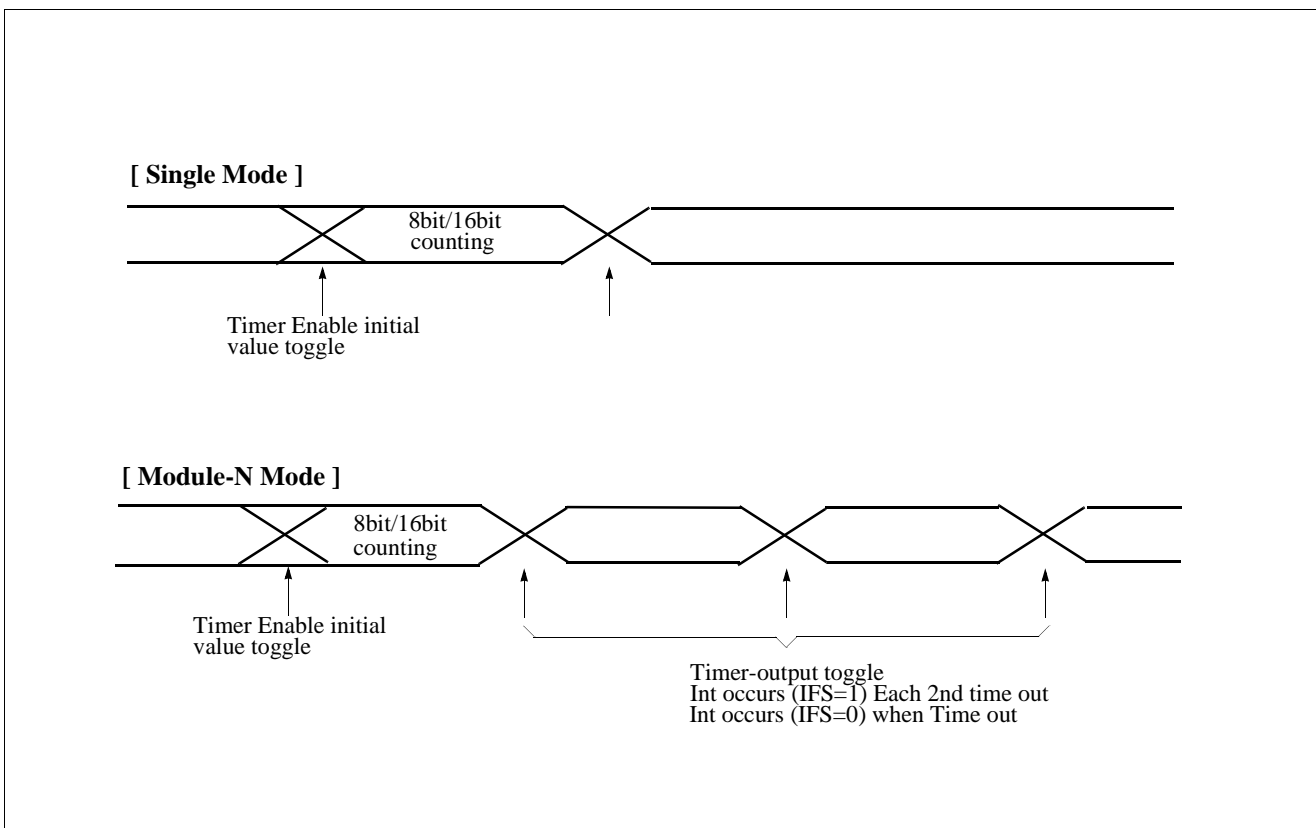 [ Single Mode ]
8bit/16bit
counting
Timer Enable initial
value toggle
[ Module-N Mode ]
8bit/16bit
counting
Timer Enable initial
value toggle
Timer-output toggle
Int occurs (IFS=1) Each 2nd time out
Int occurs (IFS=0) when Time out